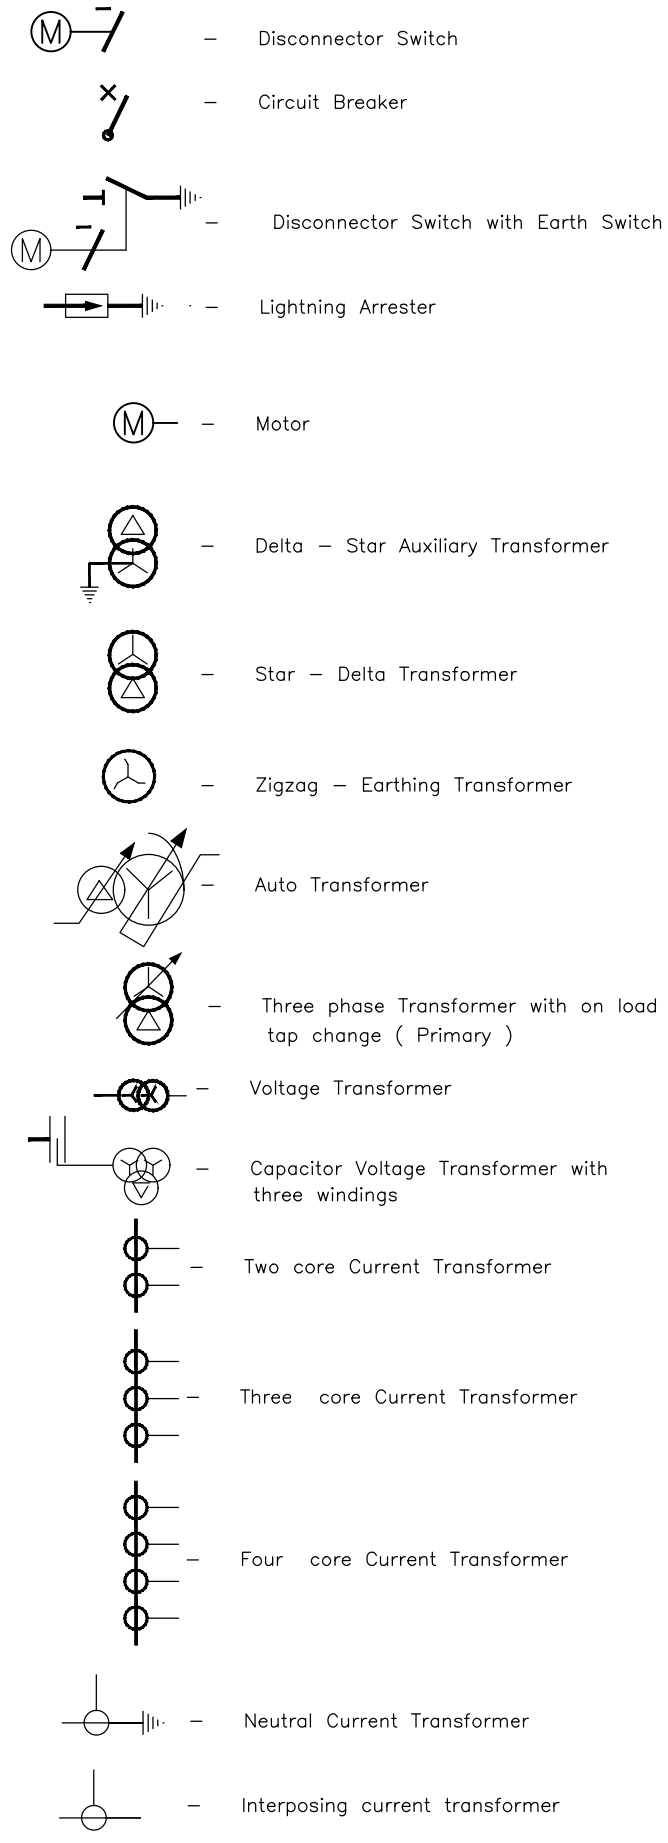 M – Disconnector Switch
– Circuit Breaker
M – Disconnector Switch with Earth Switch
– Lightning Arrester
M – Motor
– Delta – Star Auxiliary Transformer
– Star – Delta Transformer
– Zigzag – Earthing Transformer
– Auto Transformer
– Three phase Transformer with on load
tap change ( Primary )
– Voltage Transformer
– Capacitor Voltage Transformer with
three windings
– Two core Current Transformer
– Three core Current Transformer
– Four core Current Transformer
– Neutral Current Transformer
– Interposing current transformer